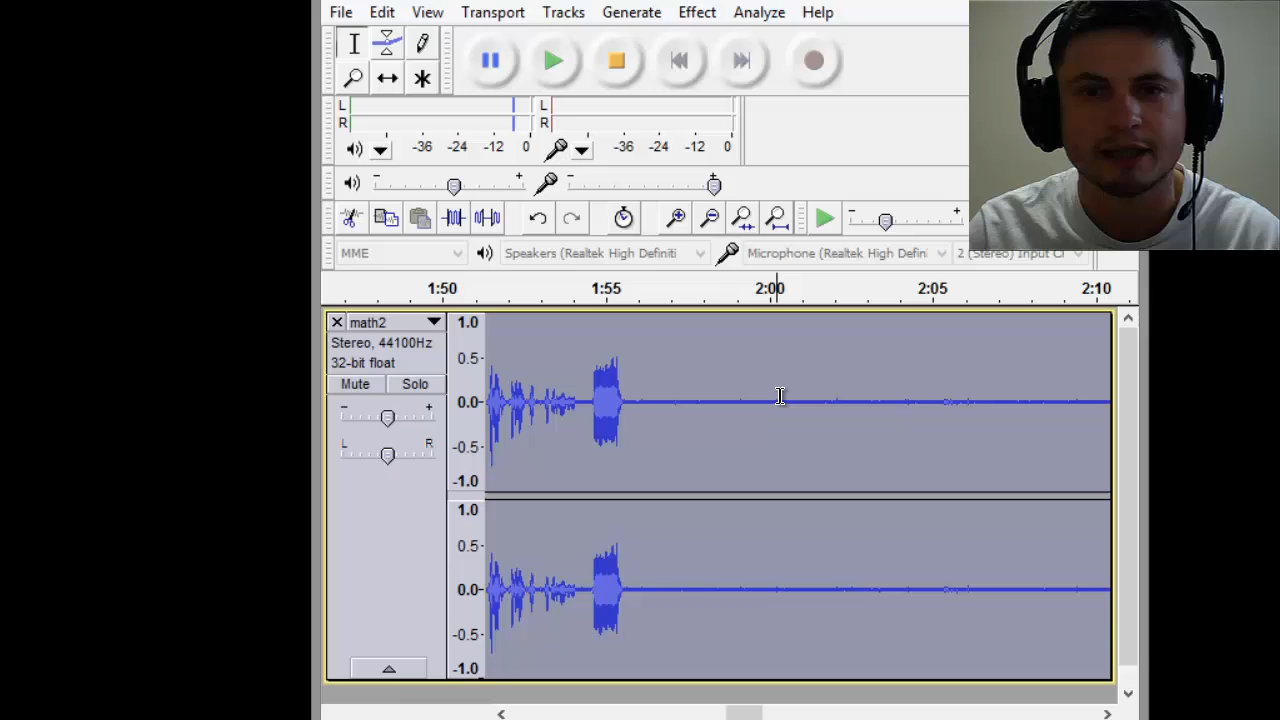 File Edit View Transport Tracks Generate Effect Analyze Help
L L
R R
-36 -24 -12 0 -36 -24 -12 0
- + - +
- +
MME Speakers (Realtek High Definiti Microphone (Realtek High Defin 2 (Stereo) Input Cl
1:50 1:55 2:00 2:05 2:10
math2 1.0
Stereo, 44100Hz 0.5
32-bit float
Mute Solo
- + 0.0
L R -0.5
-1.0
1.0
0.5
0.0
-0.5
-1.0